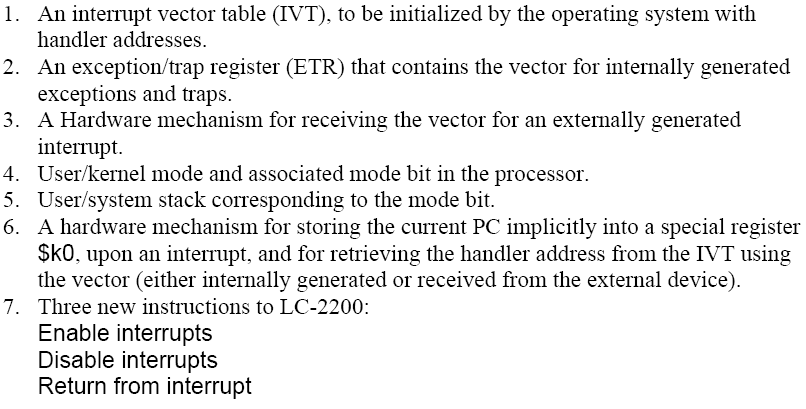 1. An interrupt vector table (IVT), to be initialized by the operating system with
handler addresses.
2. An exception/trap register (ETR) that contains the vector for internally generated
exceptions and traps.
3. A Hardware mechanism for receiving the vector for an externally generated
interrupt.
4. User/kernel mode and associated mode bit in the processor.
5. User/system stack corresponding to the mode bit.
6. A hardware mechanism for storing the current PC implicitly into a special register
$k0, upon an interrupt, and for retrieving the handler address from the IVT using
the vector (either internally generated or received from the external device).
7. Three new instructions to LC-2200:
Enable interrupts
Disable interrupts
Return from interrupt